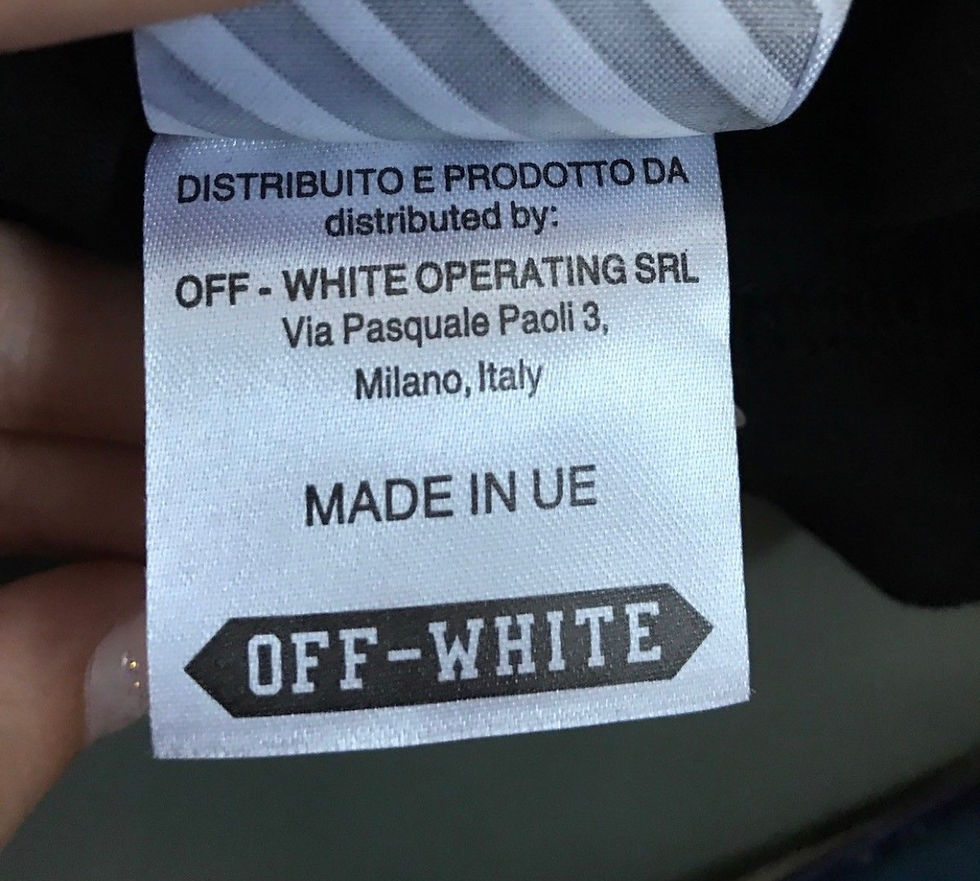 DISTRIBUITO E PRODOTTO DA
distributed by:
OFF - WHITE OPERATING SRL
Via Pasquale Paoli 3,
Milano, Italy
MADE IN UE
OFF-WHITE